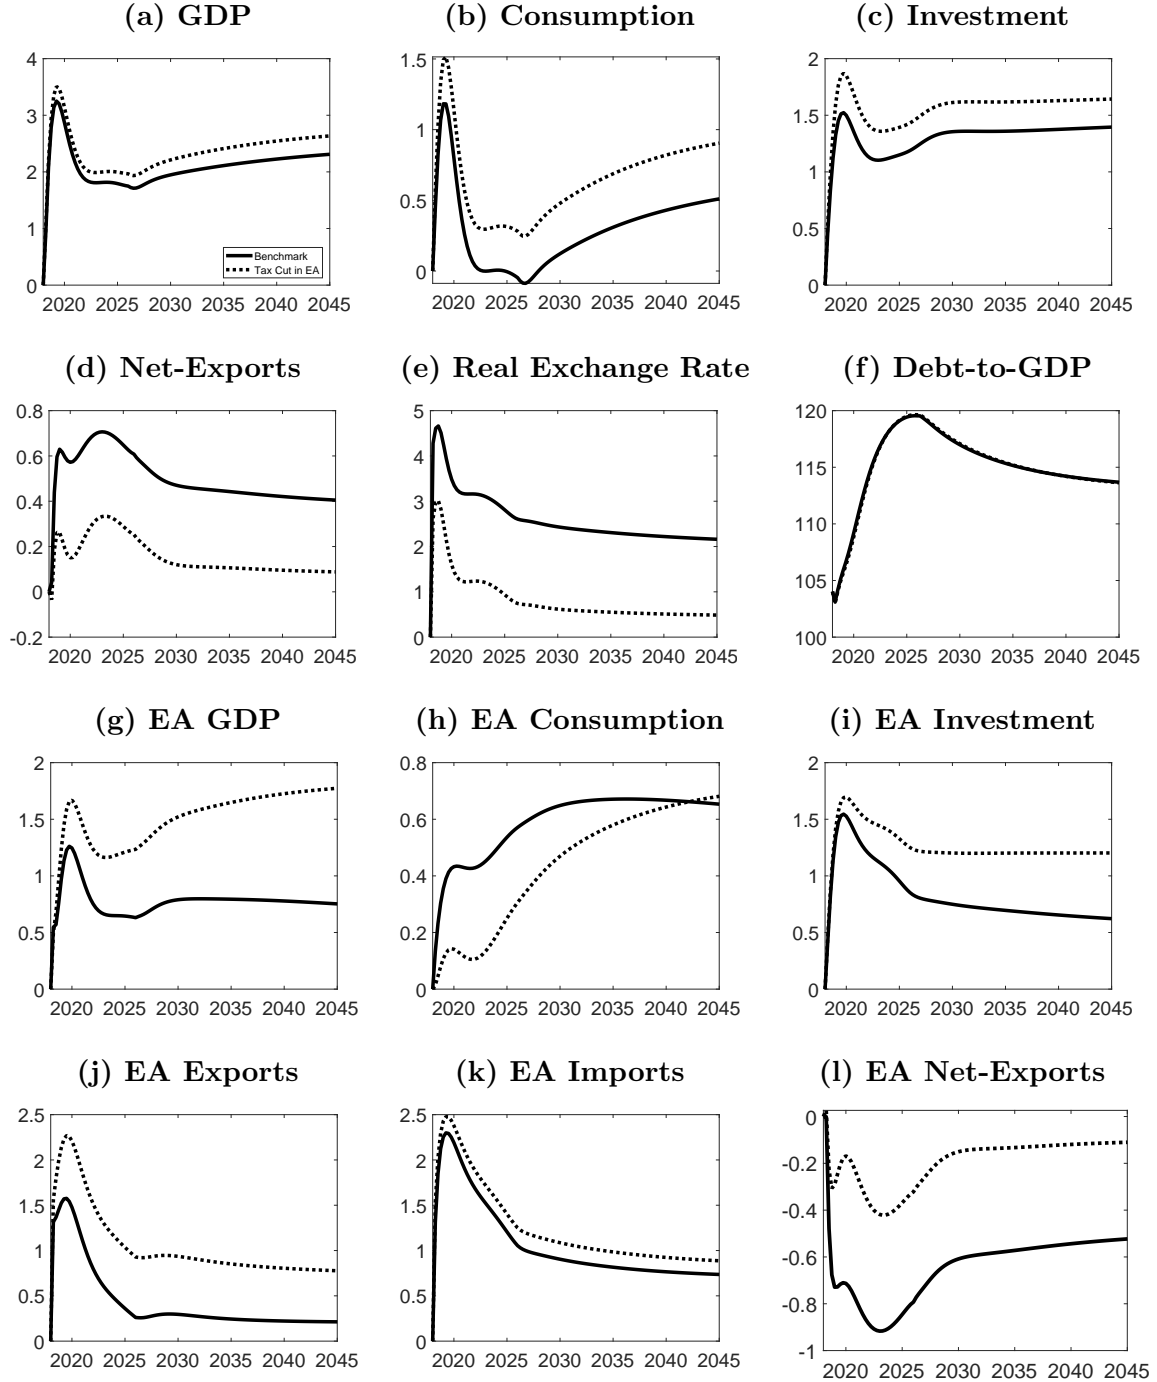 (a) GDP
(b) Consumption
(c) Investment
4
3
2
1
0
2020 2025 2030 2035 2040 2045
Benchmark
Tax Cut in EA
1.5
1
0.5
0
2020 2025 2030 2035 2040 2045
2
1.5
1
0.5
0
2020 2025 2030 2035 2040 2045
(d) Net-Exports
(e) Real Exchange Rate
(f) Debt-to-GDP
0.8
0.6
0.4
0.2
0
-0.2
2020 2025 2030 2035 2040 2045
5
4
3
2
1
0
2020 2025 2030 2035 2040 2045
120
115
110
105
100
2020 2025 2030 2035 2040 2045
(g) EA GDP
(h) EA Consumption
(i) EA Investment
2
1.5
1
0.5
0
2020 2025 2030 2035 2040 2045
0.8
0.6
0.4
0.2
0
2020 2025 2030 2035 2040 2045
2
1.5
1
0.5
0
2020 2025 2030 2035 2040 2045
(j) EA Exports
(k) EA Imports
(l) EA Net-Exports
2.5
2
1.5
1
0.5
0
2020 2025 2030 2035 2040 2045
2.5
2
1.5
1
0.5
0
2020 2025 2030 2035 2040 2045
0
-0.2
-0.4
-0.6
-0.8
-1
2020 2025 2030 2035 2040 2045